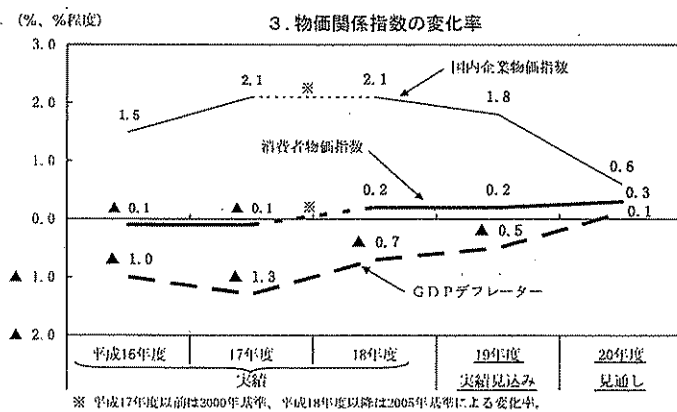 (%、%程度)
3.物価関係指数の変化率
3.0
国内企業物価指数
2.1
※
2.1
2.0
1.8
1.5
消費者物価指数
1.0
0.6
▲ 0.1
▲ 0.1
※
0.2
0.2
0.3
0.0
0.1
▲ 1.0
▲ 1.3
▲ 0.7
▲ 0.5
▲ 1.0
GDPデフレーター
▲ 2.0
平成16年度
17年度
18年度
19年度
20年度
実績
実績見込み
見通し
※ 平成17年度以前は2000年基準、平成18年度以降は2005年基準による変化率。